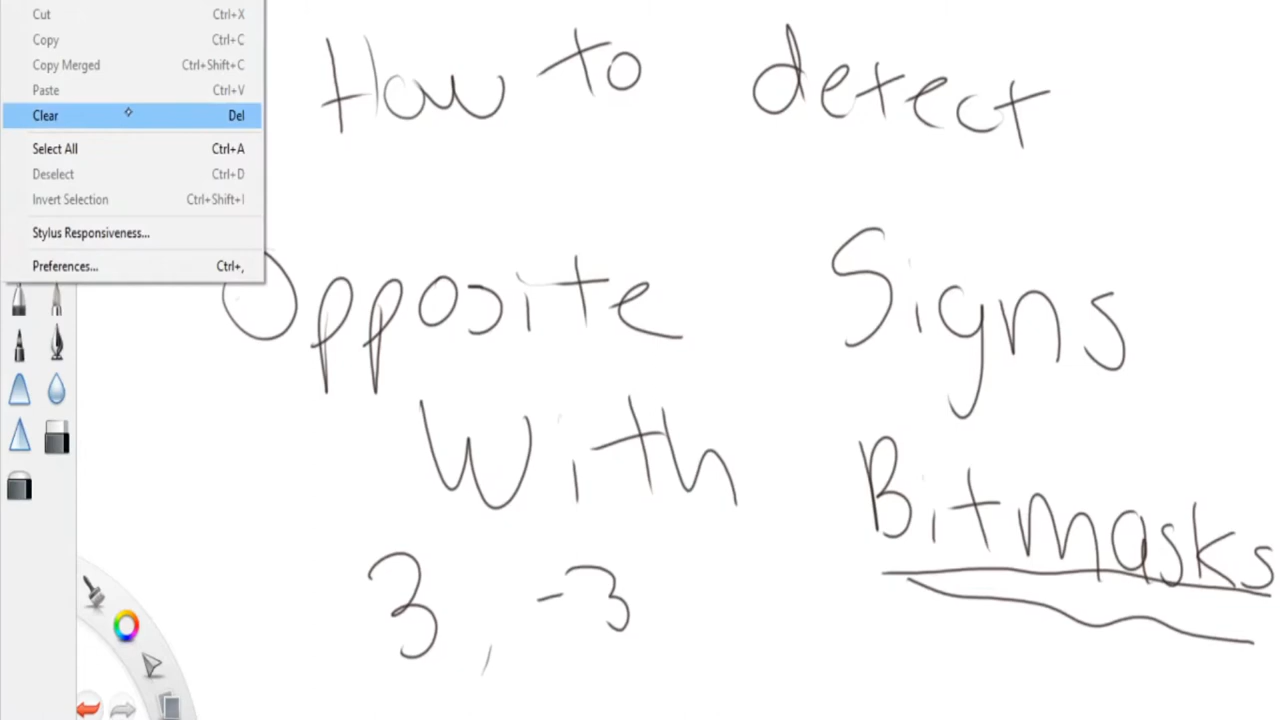 Cut Ctrl+X
Copy Ctrl+C
Copy Merged Ctrl+Shift+C
Paste Ctrl+V
Clear Del
Select All Ctrl+A
Deselect Ctrl+D
Invert Selection Ctrl+Shift+I
Stylus Responsiveness...
Preferences... Ctrl+,
How to detect
Opposite Signs
With Bitmasks
3, -3